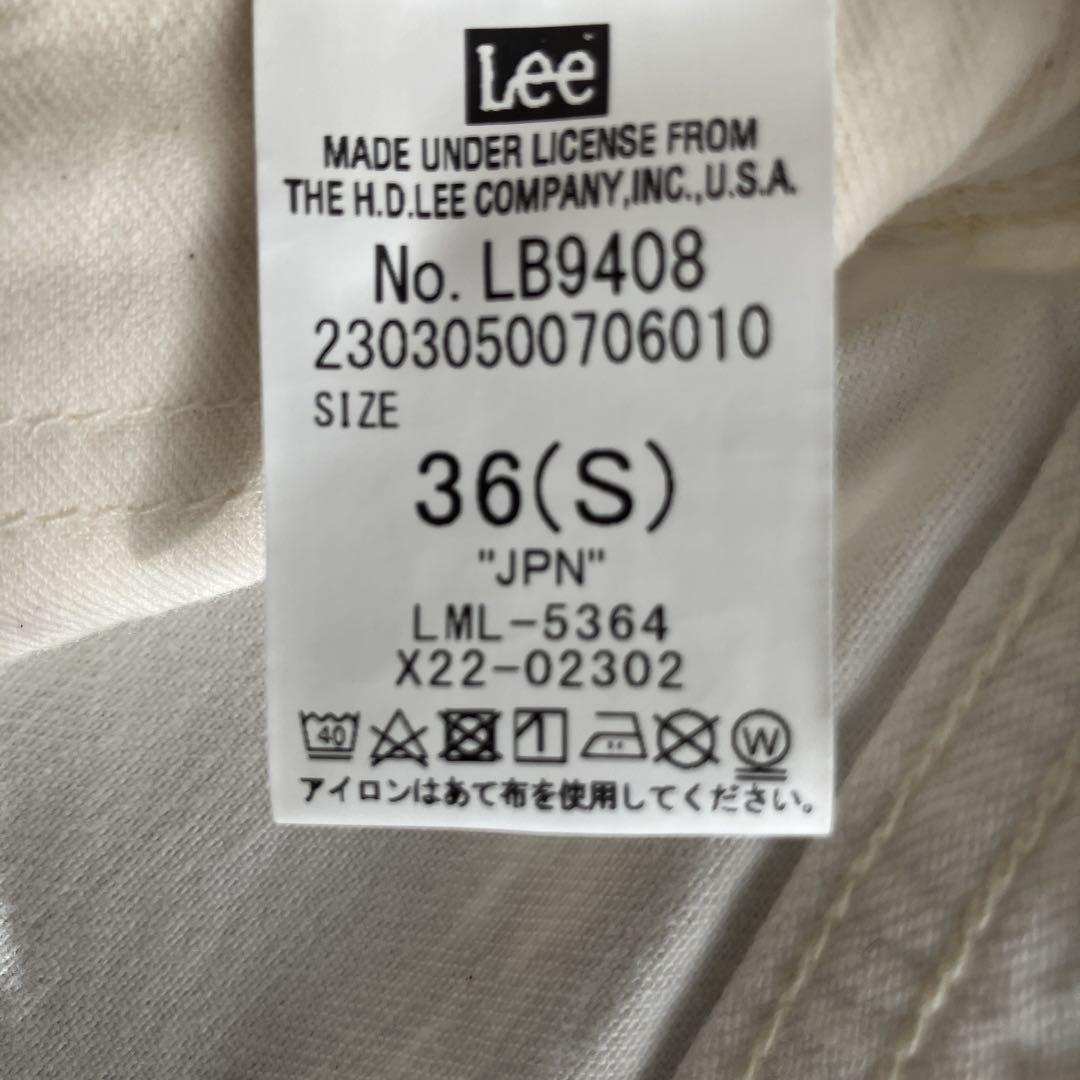 Lee
MADE UNDER LICENSE FROM
THE H.D.LEE COMPANY,INC.,U.S.A.
No. LB9408
23030500706010
SIZE
36(S)
"JPN"
LML-5364
X22-02302
40 W
アイロンはあて布を使用してください。